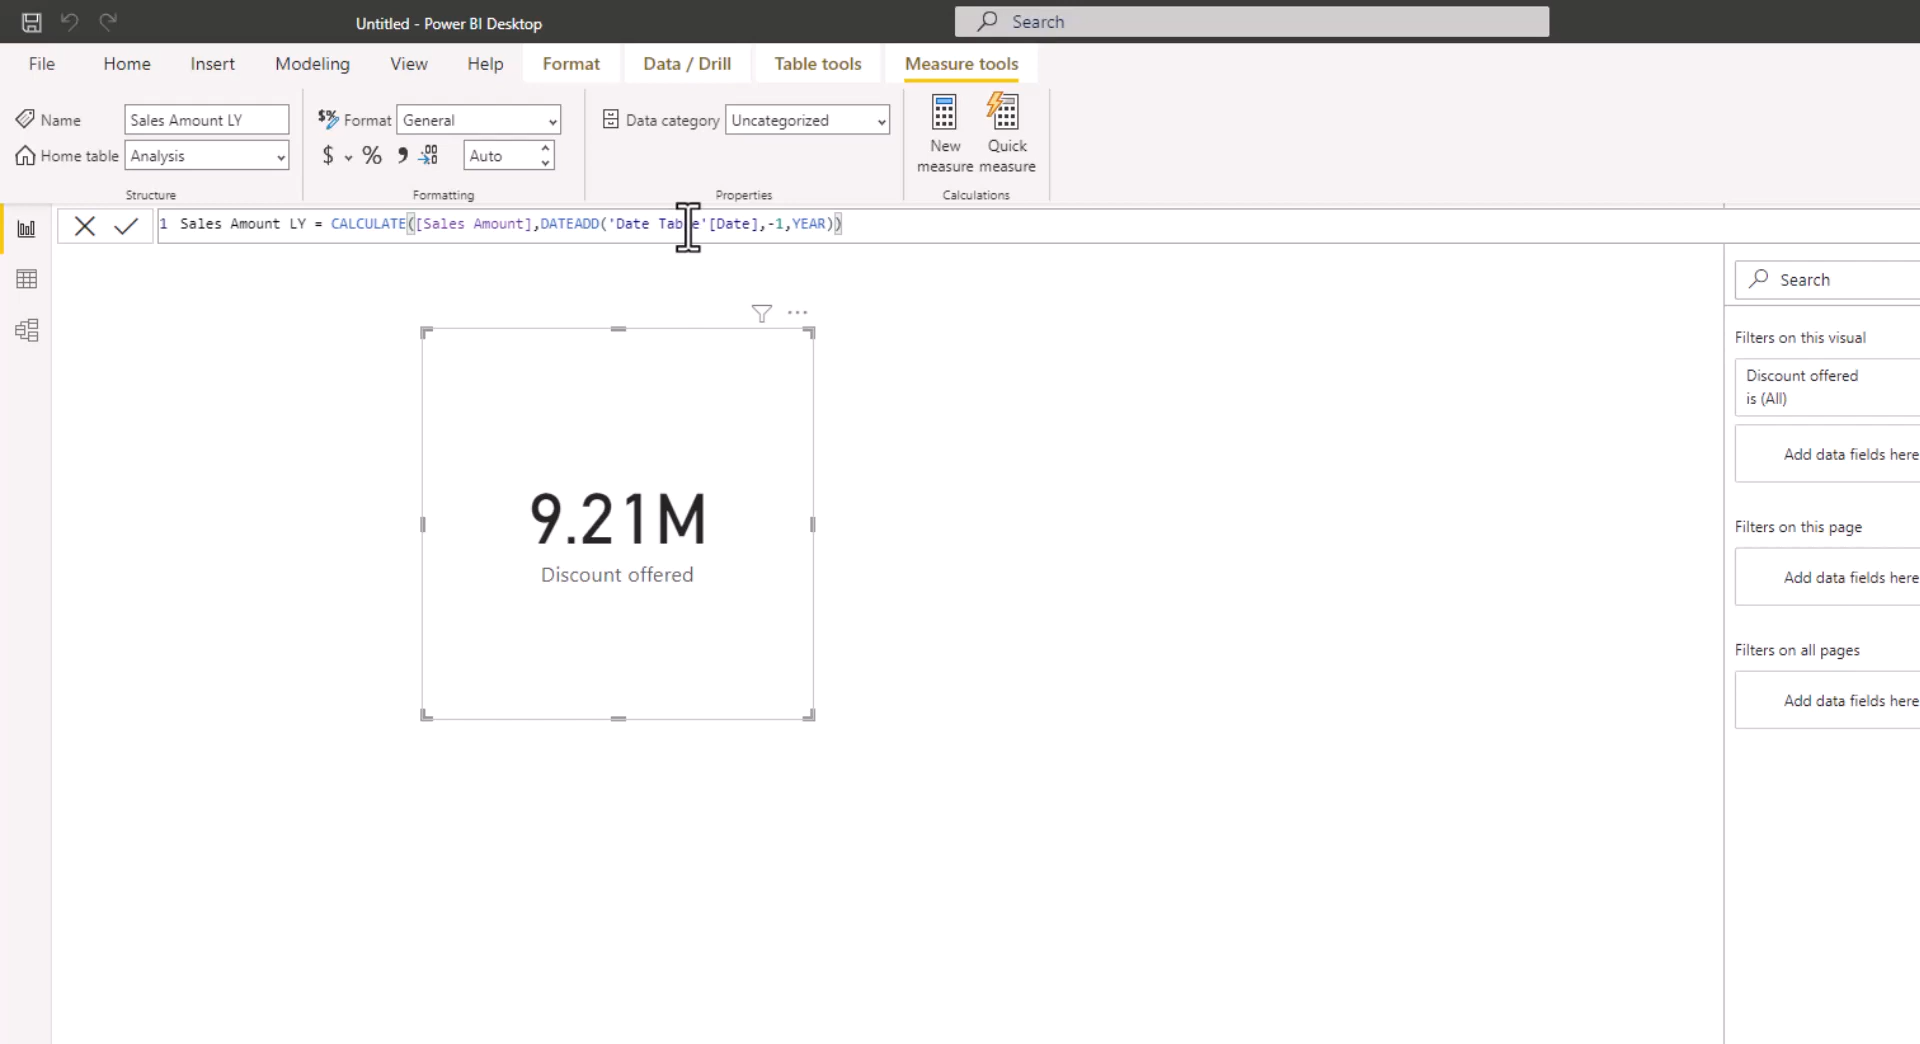 Untitled - Power BI Desktop
Search
File Home Insert Modeling View Help Format Data / Drill Table tools Measure tools
Name Sales Amount LY
$% Format General
Data category Uncategorized
New measure
Quick measure
Home table Analysis
$ % , .00 Auto
Structure Formatting Properties Calculations
1 Sales Amount LY = CALCULATE([Sales Amount],DATEADD('Date Table'[Date],-1,YEAR))
Search
Filters on this visual
Discount offered
is (All)
Add data fields here
9.21M
Discount offered
Filters on this page
Add data fields here
Filters on all pages
Add data fields here